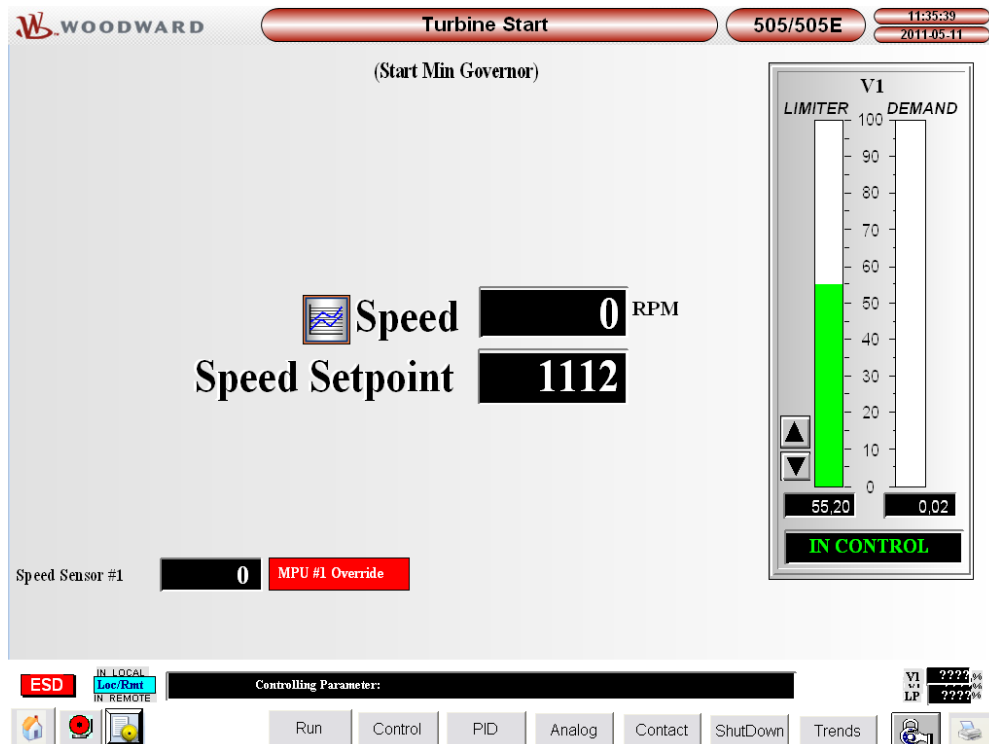 WOODWARD
Turbine Start
505/505E
11:35:39
2011-05-11
(Start Min Governor)
V1
LIMITER
DEMAND
100
90
80
70
60
50
40
30
20
10
0
55,20
0,02
IN CONTROL
Speed 0 RPM
Speed Setpoint 1112
Speed Sensor #1 0 MPU #1 Override
ESD
IN LOCAL
Loc/Rmt
IN REMOTE
Controlling Parameter:
V1 ????%
LP ????%
Run Control PID Analog Contact ShutDown Trends